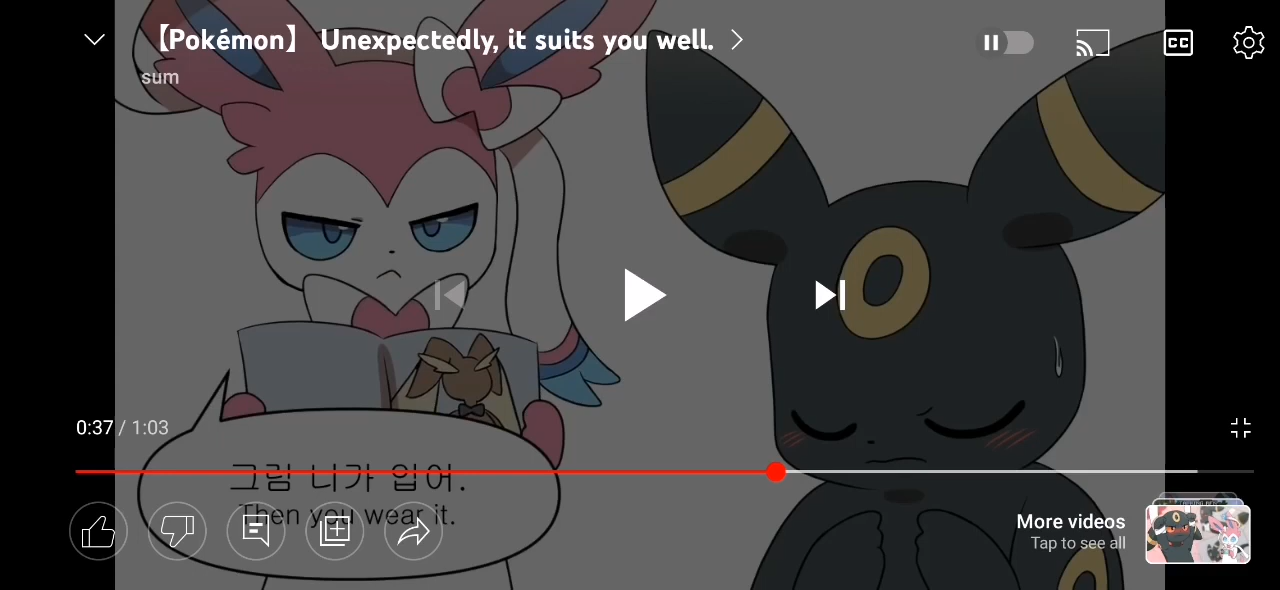 【Pokémon】 Unexpectedly, it suits you well.
sum
CC
0:37 / 1:03
그럼 니가 입어.
Then you wear it.
More videos
Tap to see all